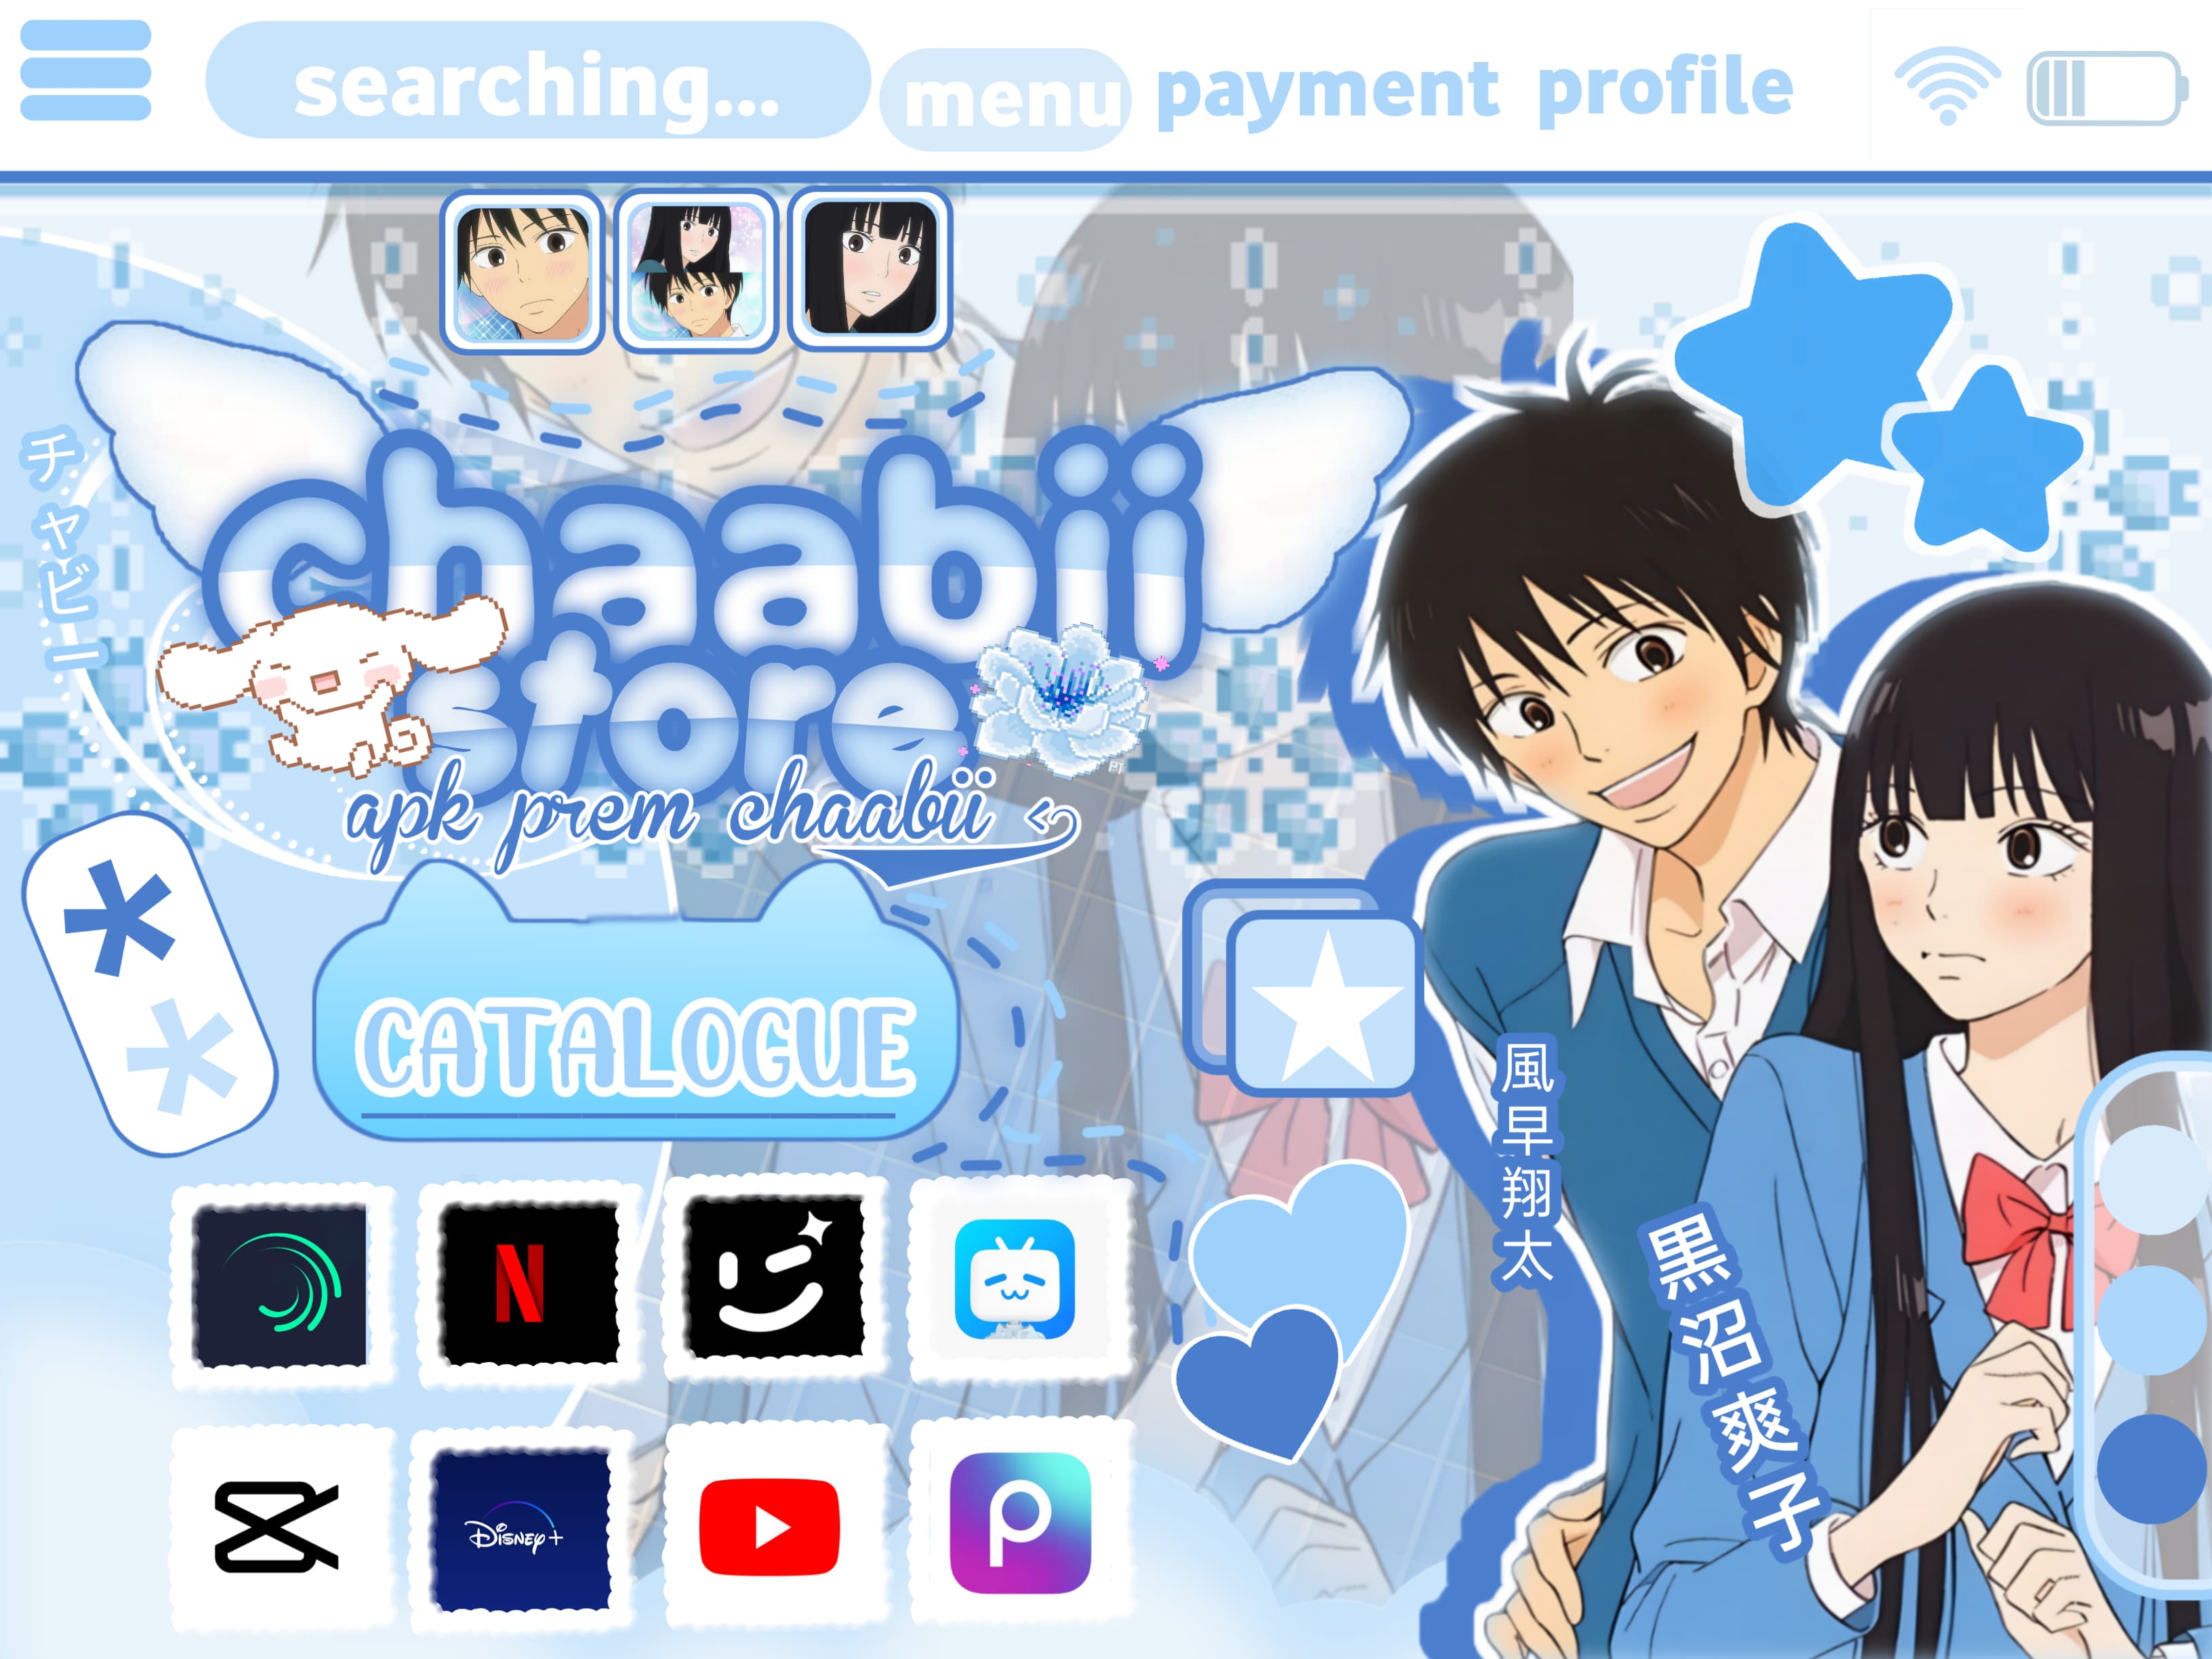 searching...
menu
payment
profile
チャビー
chaabii
store
apk prem chaabii <
CATALOGUE
風早翔太
黒沼爽子
N
Disney+
P